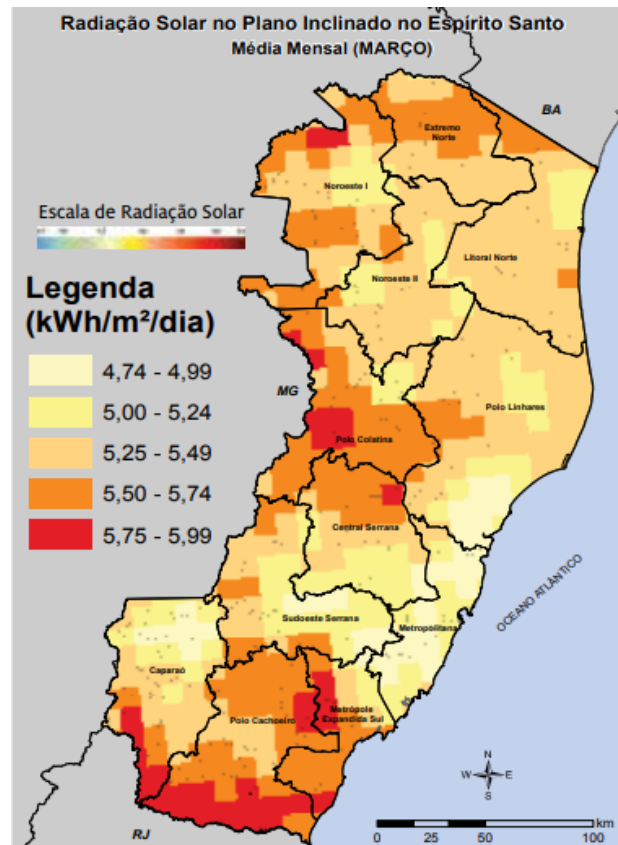 Radiação Solar no Plano Inclinado no Espírito Santo
Média Mensal (MARÇO)
BA
Extremo
Norte
Noroeste I
Escala de Radiação Solar
Litoral Norte
Noroeste II
Legenda
(kWh/m²/dia)
4,74 - 4,99
5,00 - 5,24
5,25 - 5,49
5,50 - 5,74
5,75 - 5,99
MG
Polo Linhares
Polo Colatina
Central Serrana
OCEANO ATLÂNTICO
Sudoeste Serrana
Metropolitana
Caparaó
Polo Cachoeiro
Metrópole
Expandida Sul
N
W E
S
RJ
km
0 25 50 100